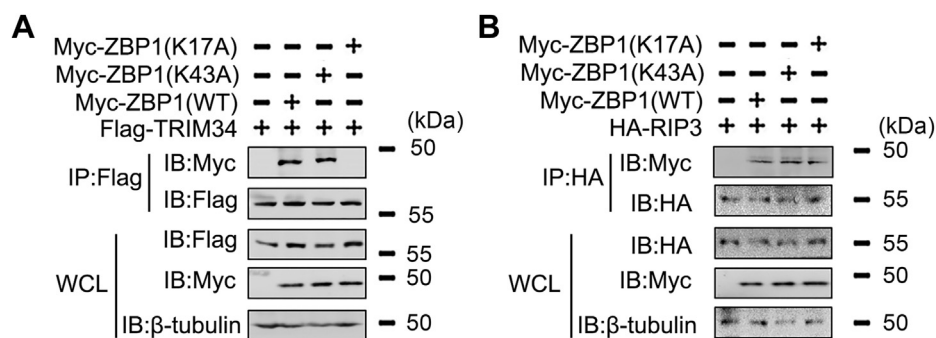 A
Myc-ZBP1(K17A) - - - +
Myc-ZBP1(K43A) - - + -
Myc-ZBP1(WT) - + - -
Flag-TRIM34 + + + + (kDa)
IP:Flag IB:Myc 50
IB:Flag 55
WCL IB:Flag 55
IB:Myc 50
IB:β-tubulin 50
B
Myc-ZBP1(K17A) - - - +
Myc-ZBP1(K43A) - - + -
Myc-ZBP1(WT) - + - -
HA-RIP3 + + + + (kDa)
IP:HA IB:Myc 50
IB:HA 55
WCL IB:HA 55
IB:Myc 50
IB:β-tubulin 50